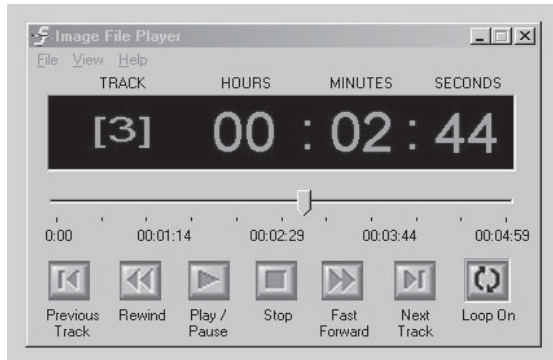 Image File Player
File View Help
TRACK HOURS MINUTES SECONDS
[3] 00 : 02 : 44
0:00 00:01:14 00:02:29 00:03:44 00:04:59
Previous Track Rewind Play / Pause Stop Fast Forward Next Track Loop On